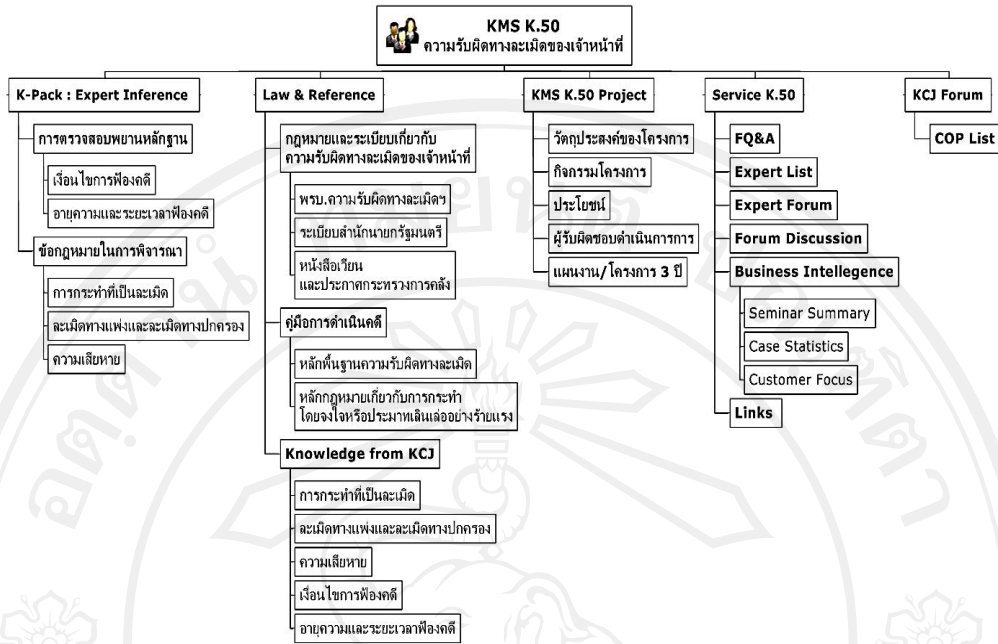 KMS K.50
ความรับผิดทางละเมิดของเจ้าหน้าที่
K-Pack : Expert Inference
การตรวจสอบพยานหลักฐาน
เงื่อนไขการฟ้องคดี
อายุความและระยะเวลาฟ้องคดี
ข้อกฎหมายในการพิจารณา
การกระทำที่เป็นละเมิด
ละเมิดทางแพ่งและละเมิดทางปกครอง
ความเสียหาย
Law & Reference
กฎหมายและระเบียบเกี่ยวกับ
ความรับผิดทางละเมิดของเจ้าหน้าที่
พรบ.ความรับผิดทางละเมิดฯ
ระเบียบสำนักนายกรัฐมนตรี
หนังสือเวียน
และประกาศกระทรวงการคลัง
คู่มือการดำเนินคดี
หลักพื้นฐานความรับผิดทางละเมิด
หลักกฎหมายเกี่ยวกับการกระทำ
โดยจงใจหรือประมาทเลินเล่ออย่างร้ายแรง
Knowledge from KCJ
การกระทำที่เป็นละเมิด
ละเมิดทางแพ่งและละเมิดทางปกครอง
ความเสียหาย
เงื่อนไขการฟ้องคดี
อายุความและระยะเวลาฟ้องคดี
KMS K.50 Project
วัตถุประสงค์ของโครงการ
กิจกรรมโครงการ
ประโยชน์
ผู้รับผิดชอบดำเนินการการ
แผนงาน/โครงการ 3 ปี
Service K.50
FQ&A
Expert List
Expert Forum
Forum Discussion
Business Intellegence
Seminar Summary
Case Statistics
Customer Focus
Links
KCJ Forum
COP List